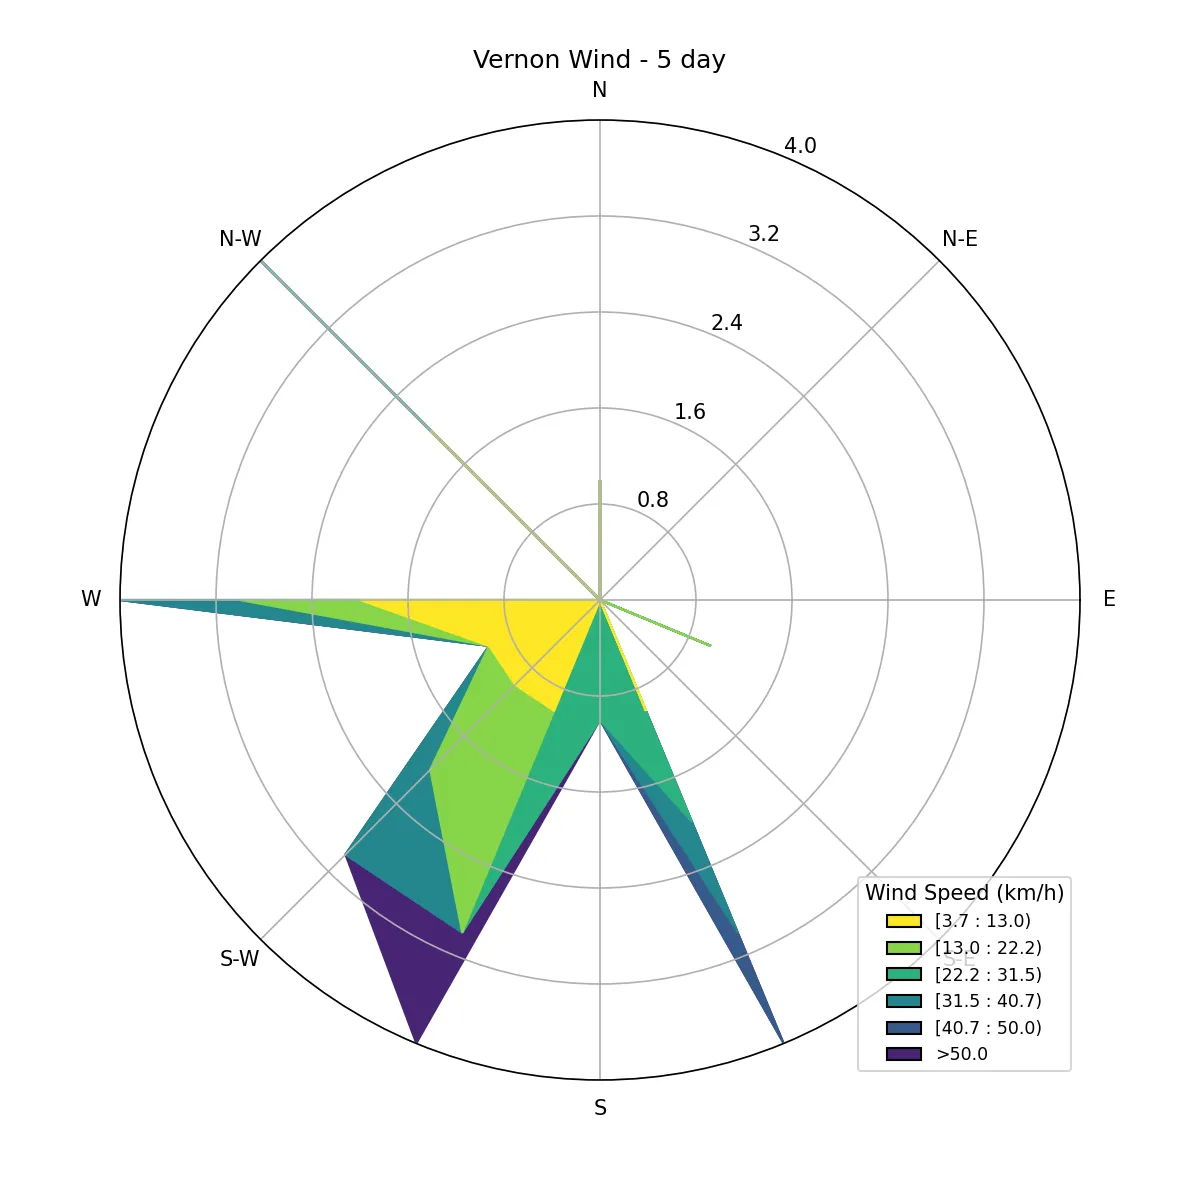 Vernon Wind - 5 day
N
4.0
N-W
3.2
N-E
2.4
1.6
0.8
W
E
Wind Speed (km/h)
[3.7 : 13.0)
[13.0 : 22.2)
S-W
S-E
[22.2 : 31.5)
[31.5 : 40.7)
[40.7 : 50.0)
>50.0
S